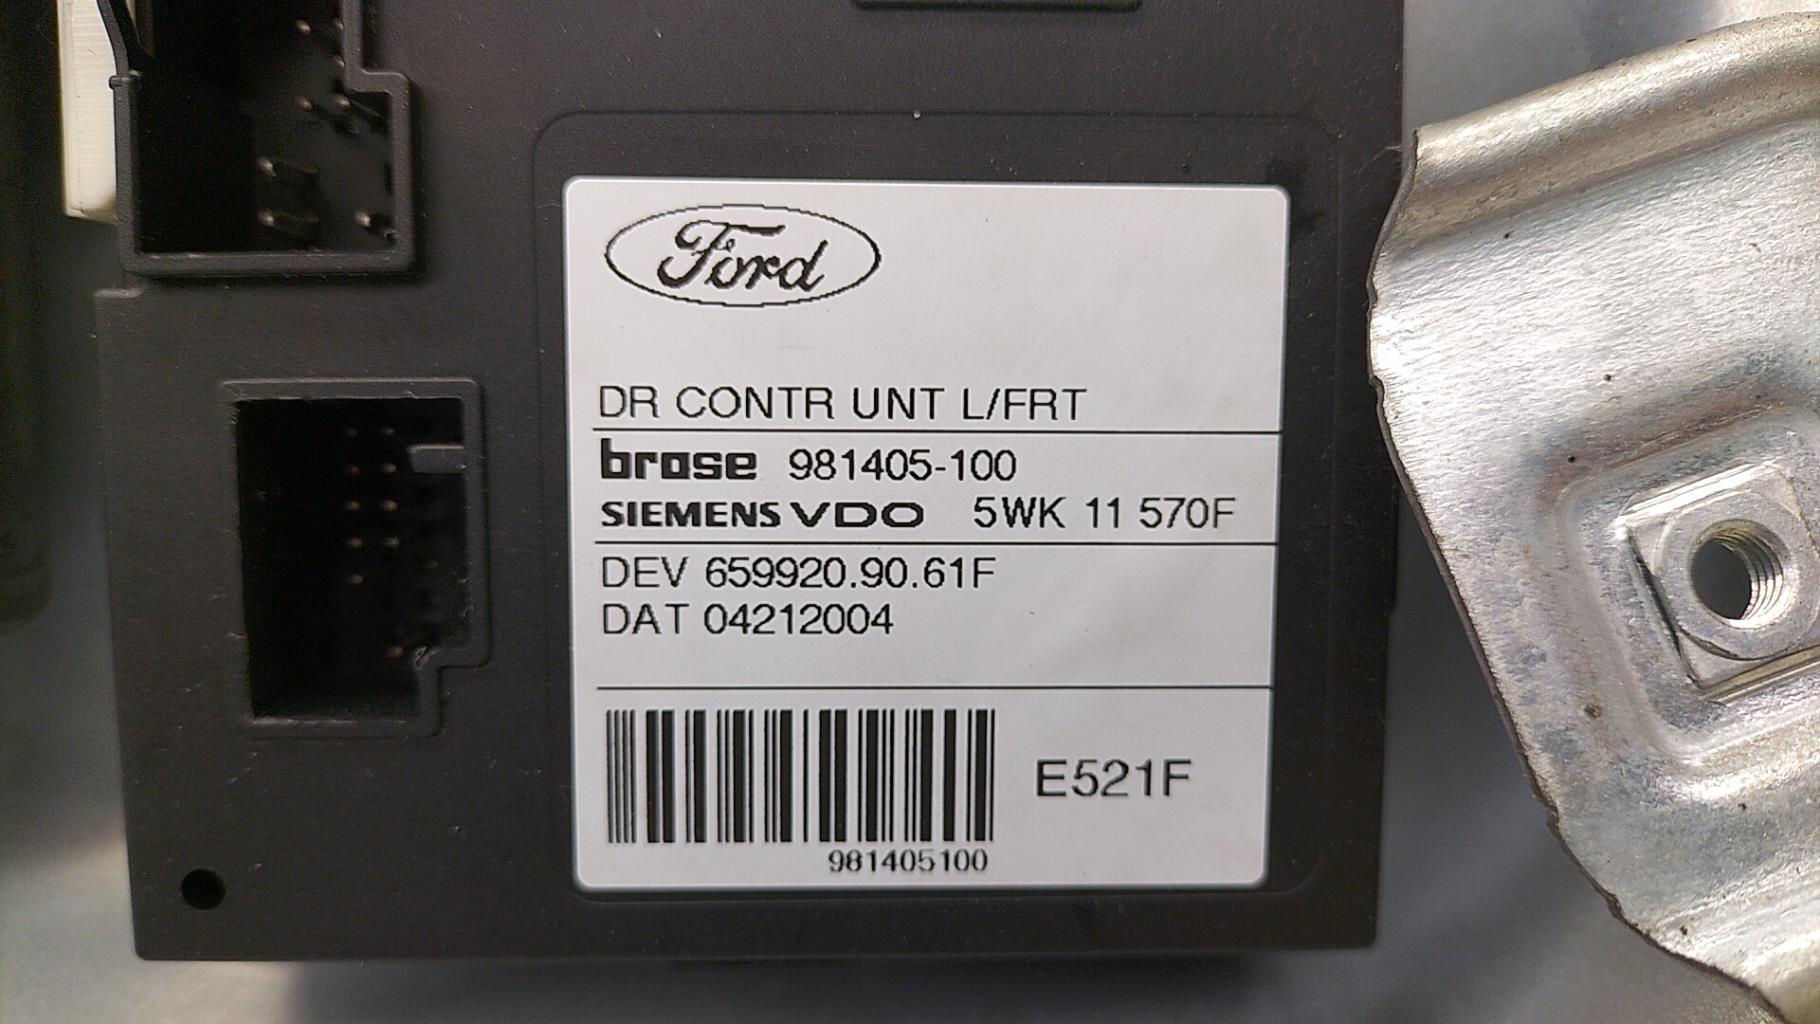 Ford
DR CONTR UNT L/FRT
brose 981405-100
SIEMENS VDO 5WK 11 570F
DEV 659920.90.61F
DAT 04212004
E521F
981405100